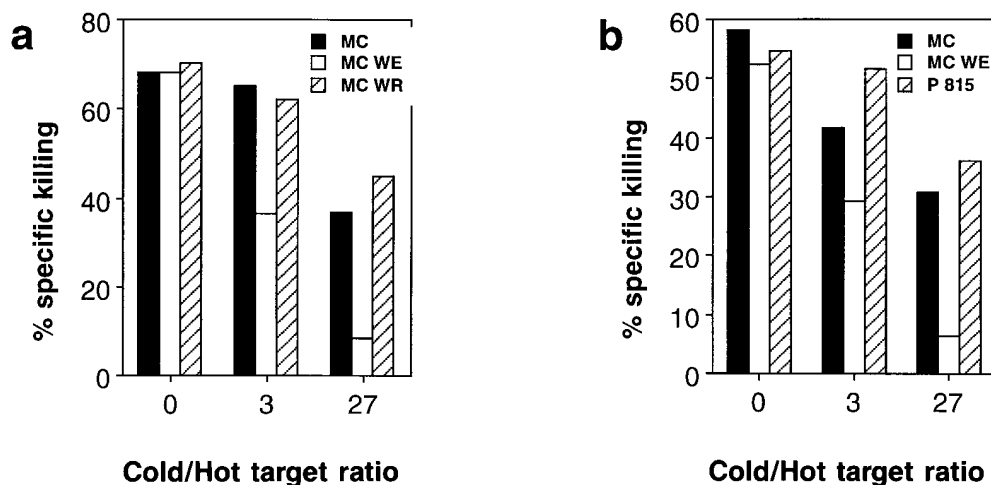 a
80
60
40
20
0
% specific killing
MC
MC WE
MC WR
0 3 27
Cold/Hot target ratio
b
60
50
40
30
20
10
0
% specific killing
MC
MC WE
P 815
0 3 27
Cold/Hot target ratio